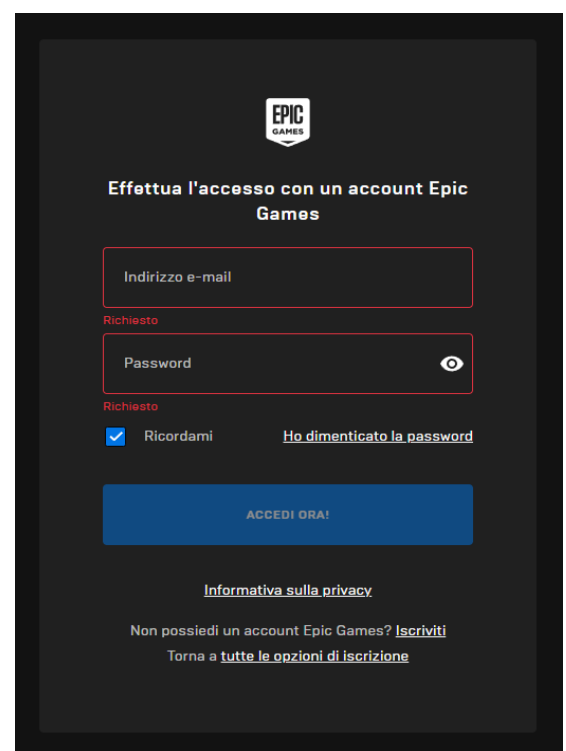 EPIC
GAMES
Effettua l'accesso con un account Epic
Games
Indirizzo e-mail
Richiesto
Password
Richiesto
Ricordami Ho dimenticato la password
ACCEDI ORA!
Informativa sulla privacy
Non possiedi un account Epic Games? Iscriviti
Torna a tutte le opzioni di iscrizione